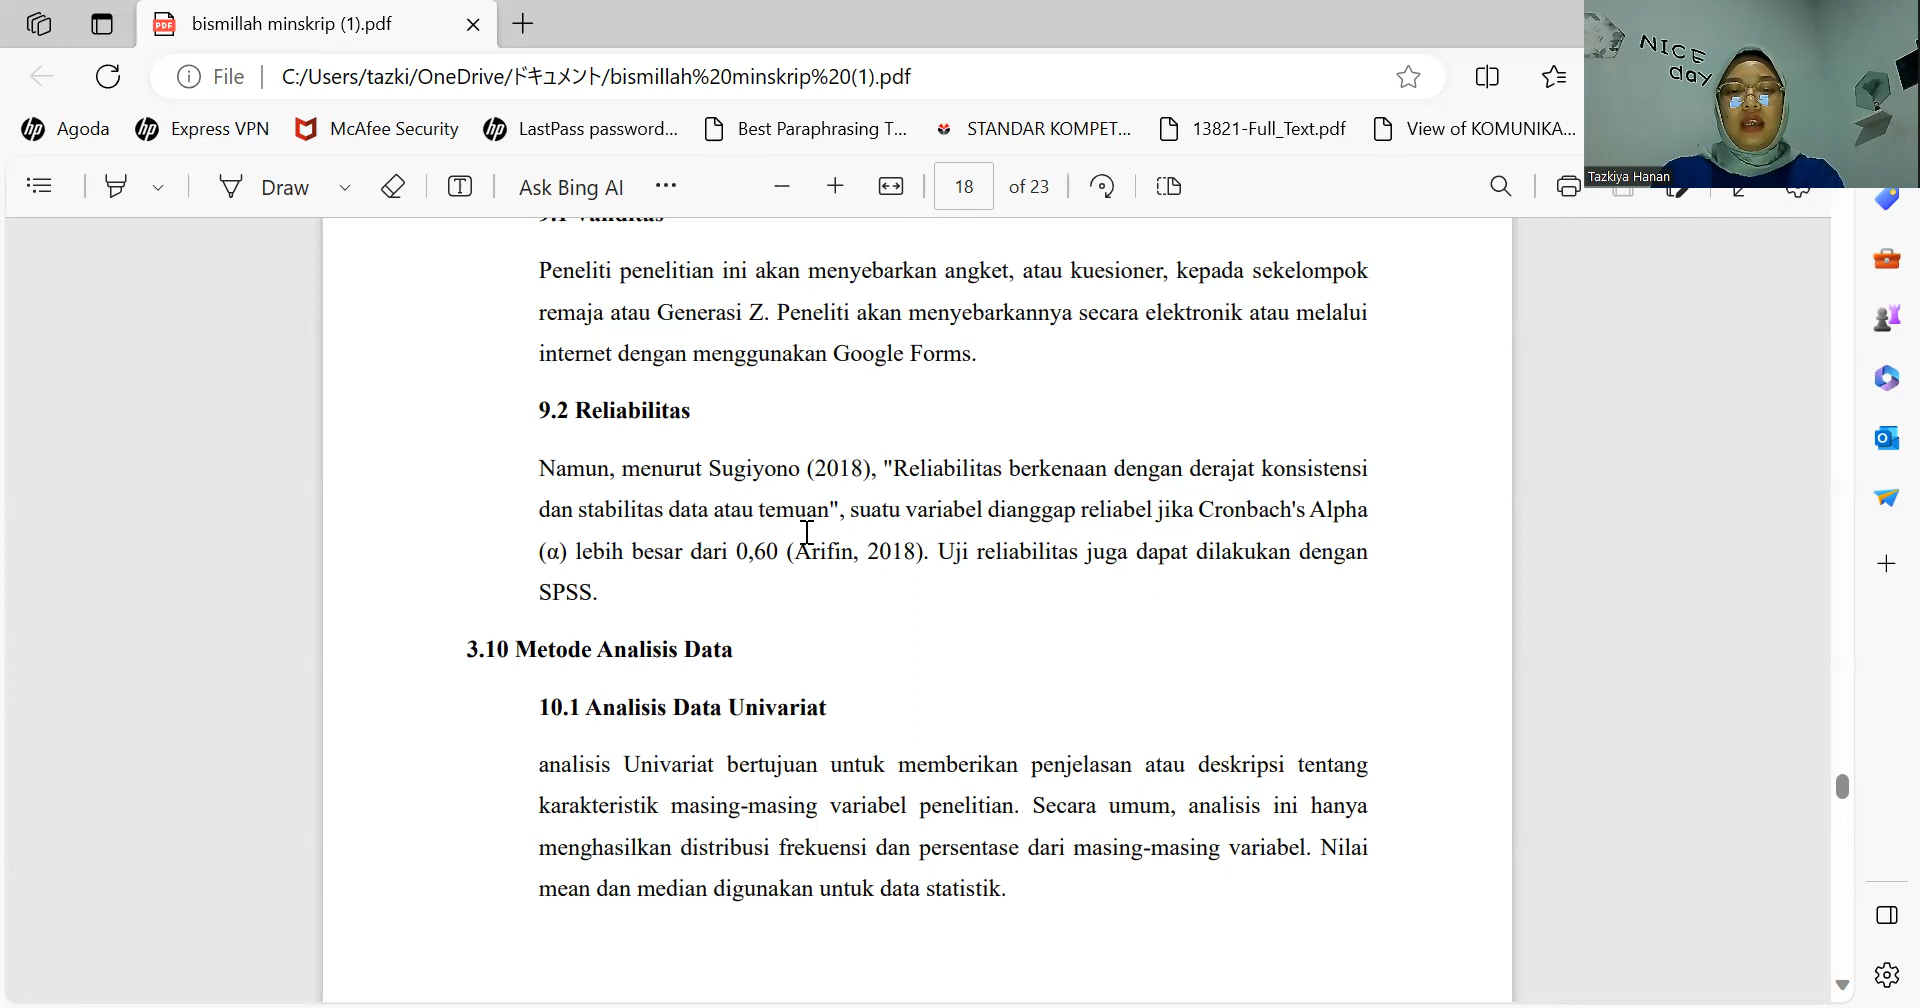 bismillah minskrip (1).pdf
File
C:/Users/tazki/OneDrive/ドキュメント/bismillah%20minskrip%20(1).pdf
Agoda
Express VPN
McAfee Security
LastPass password...
Best Paraphrasing T...
STANDAR KOMPET...
13821-Full_Text.pdf
View of KOMUNIKA...
NICE
day
Tazkiya Hanan
Draw
Ask Bing AI
18
of 23
9.1 Validitas
Peneliti penelitian ini akan menyebarkan angket, atau kuesioner, kepada sekelompok
remaja atau Generasi Z. Peneliti akan menyebarkannya secara elektronik atau melalui
internet dengan menggunakan Google Forms.
9.2 Reliabilitas
Namun, menurut Sugiyono (2018), "Reliabilitas berkenaan dengan derajat konsistensi
dan stabilitas data atau temuan", suatu variabel dianggap reliabel jika Cronbach's Alpha
(α) lebih besar dari 0,60 (Arifin, 2018). Uji reliabilitas juga dapat dilakukan dengan
SPSS.
3.10 Metode Analisis Data
10.1 Analisis Data Univariat
analisis Univariat bertujuan untuk memberikan penjelasan atau deskripsi tentang
karakteristik masing-masing variabel penelitian. Secara umum, analisis ini hanya
menghasilkan distribusi frekuensi dan persentase dari masing-masing variabel. Nilai
mean dan median digunakan untuk data statistik.